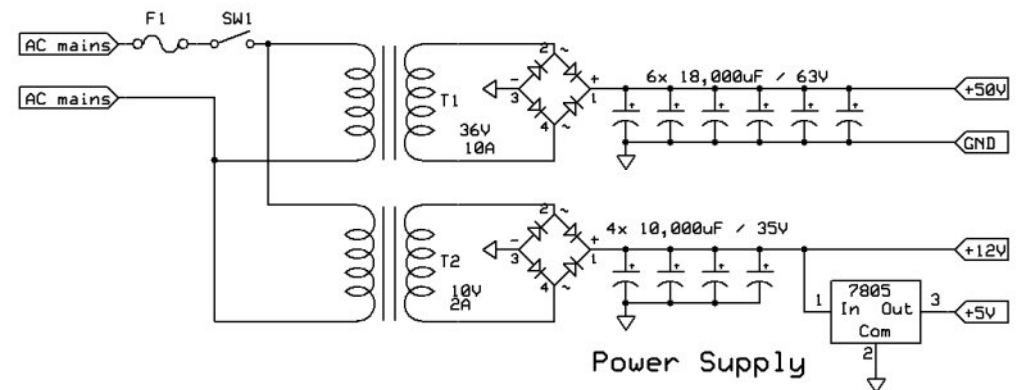 F1 SW1
AC mains
AC mains
T1
36V
10A
2 ~
- +
3 1
4 ~
6x 18,000uF / 63V
+ + + + + +
+50V
GND
T2
10V
2A
2 ~
- +
3 1
4 ~
4x 10,000uF / 35V
+ + + +
+12V
7805
1 In Out 3
Com
2
+5V
Power Supply